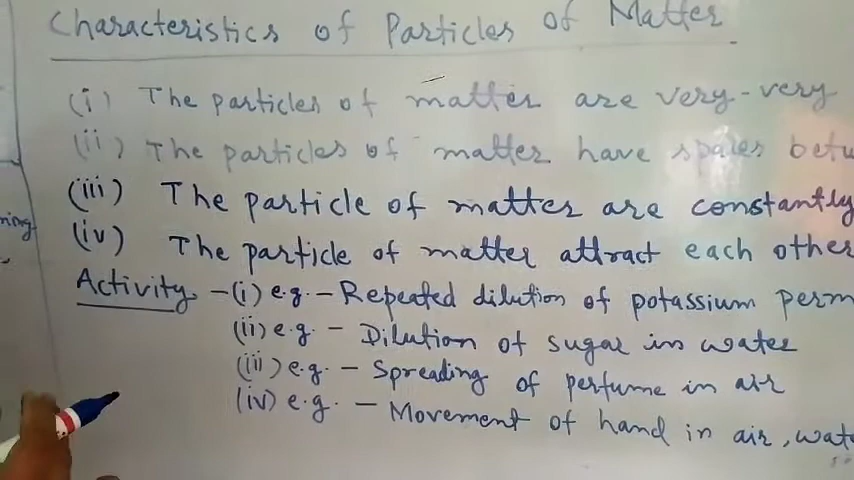 Characteristics of Particles of Matter
(i) The particles of matter are very-very
(ii) The particles of matter have spaces
(iii) The particle of matter are constantly
(iv) The particle of matter attract each other
Activity -(i) e.g. - Repeated dilution of potassium perm
(ii) e.g. - Dilution of sugar in water
(iii) e.g. - Spreading of perfume in air
(iv) e.g. - Movement of hand in air, wat